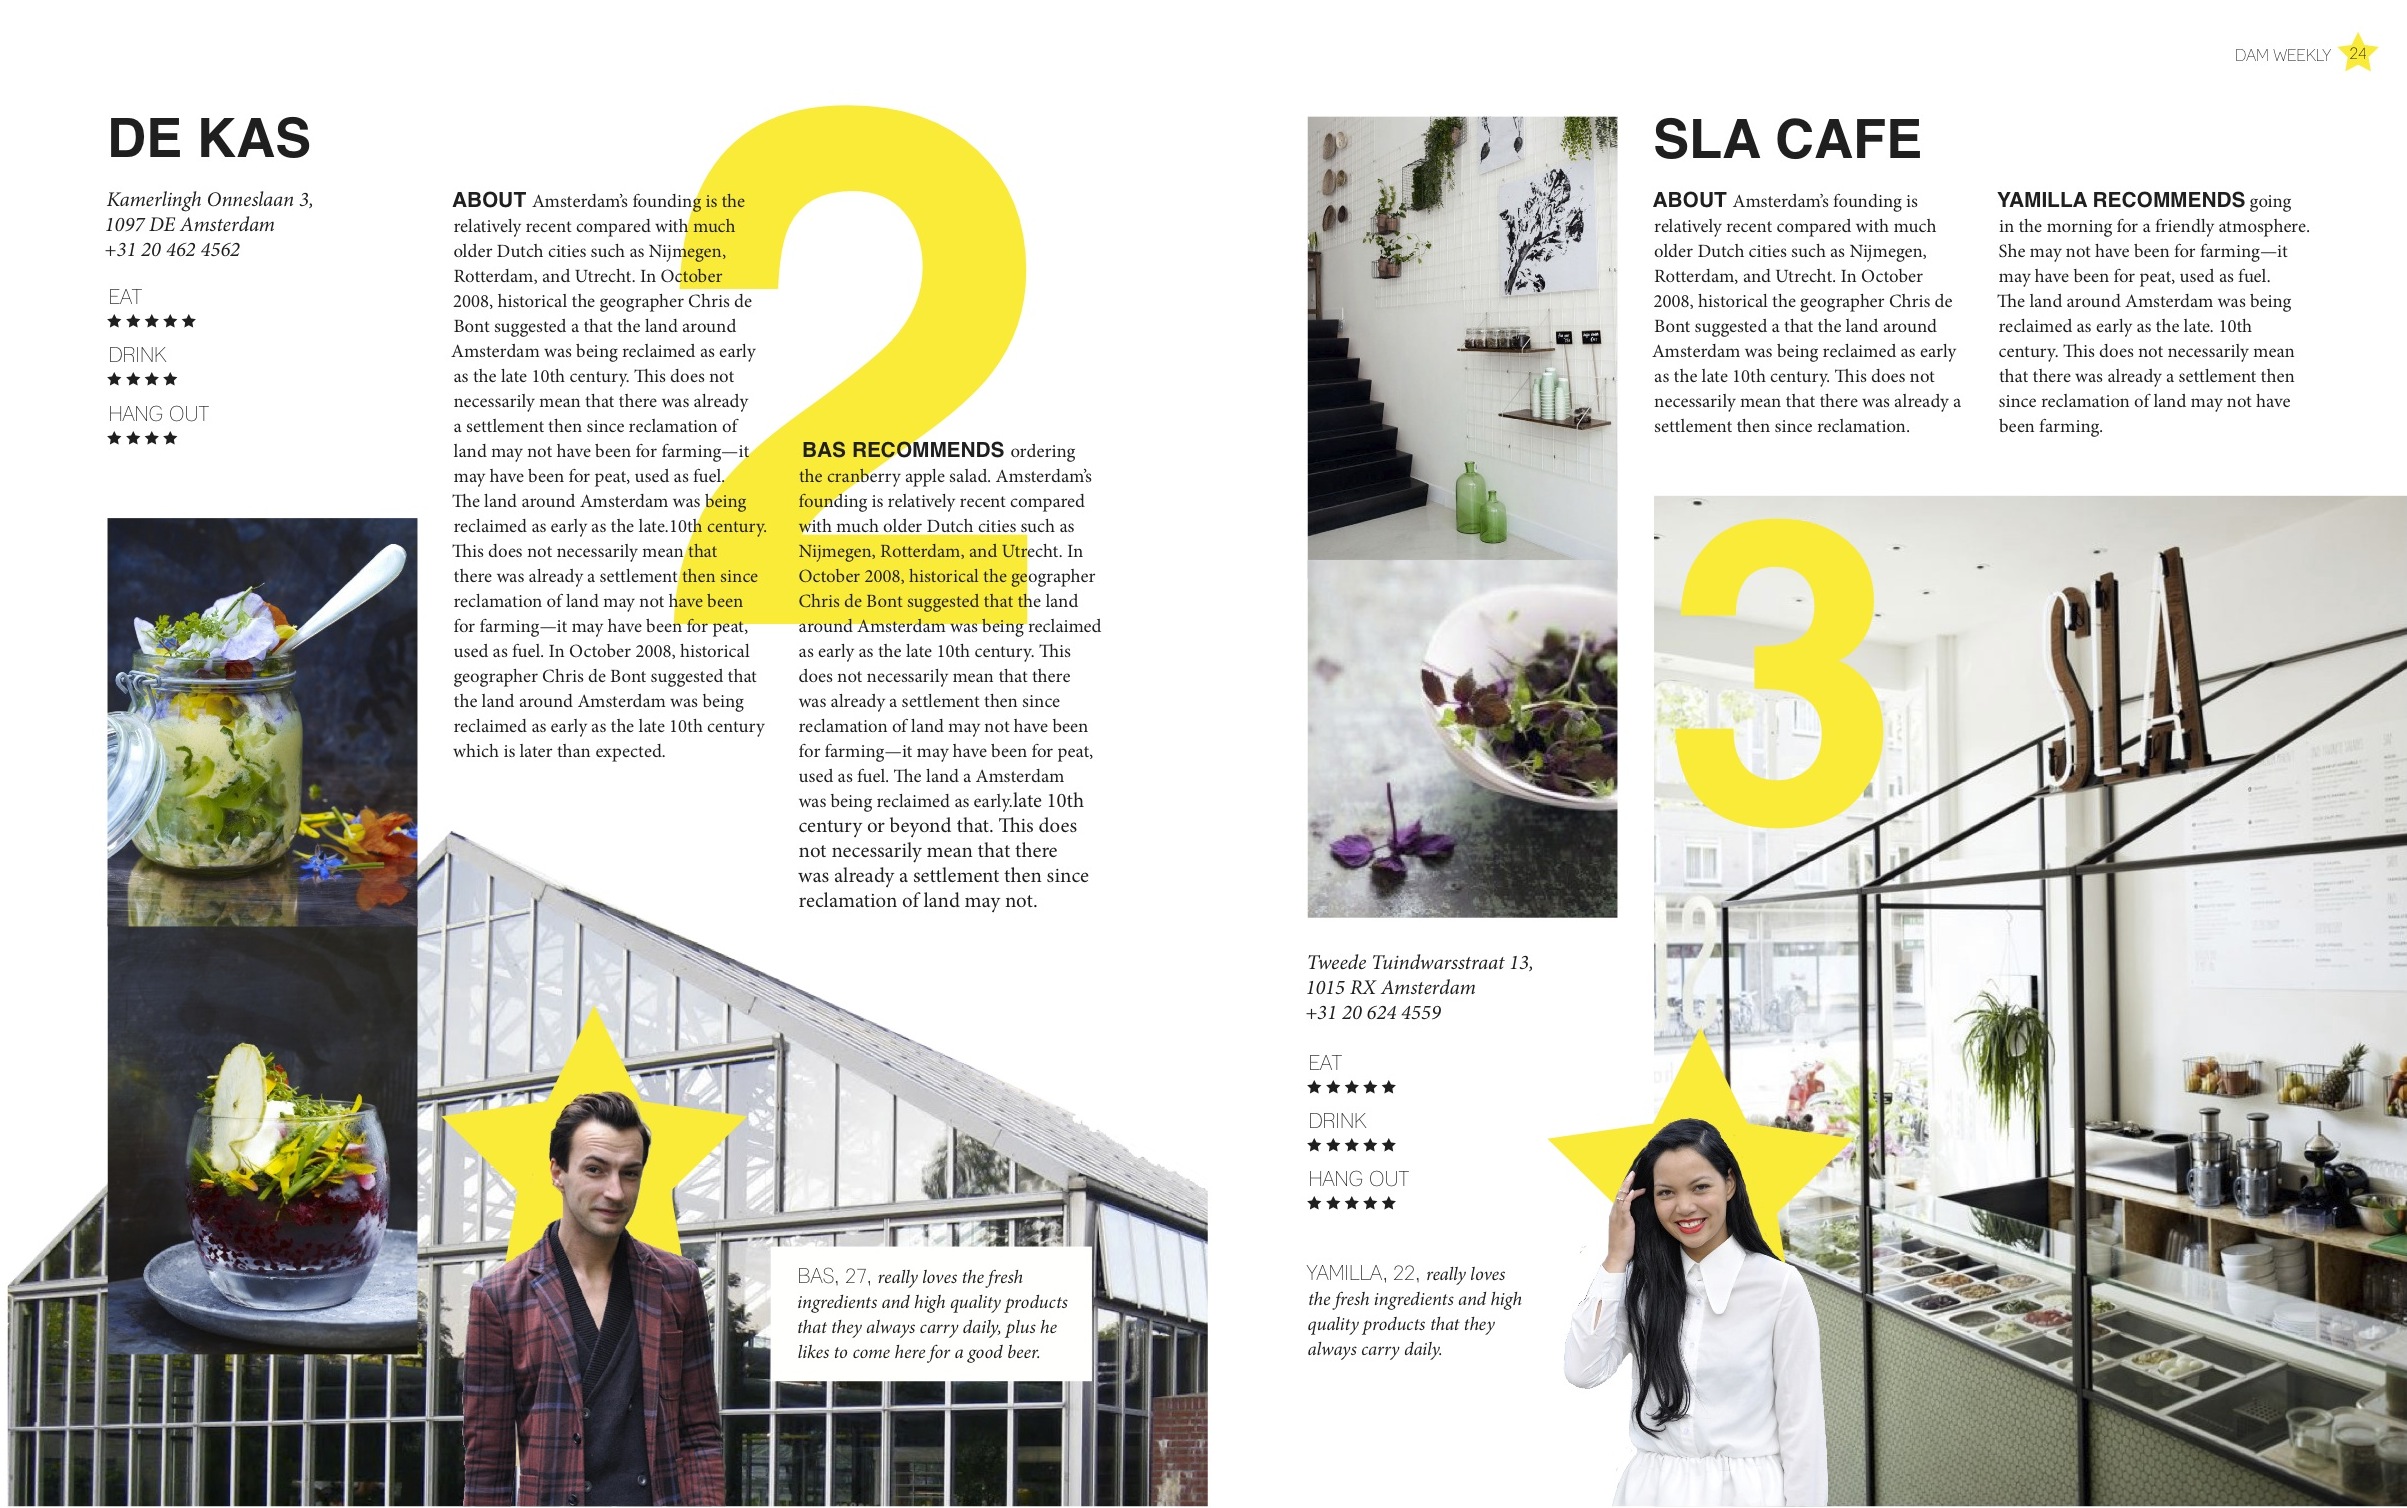 DAM WEEKLY 24
DE KAS
Kamerlingh Onneslaan 3,
1097 DE Amsterdam
+31 20 462 4562
EAT
★★★★★
DRINK
★★★★
HANG OUT
★★★★
2
ABOUT Amsterdam's founding is the
relatively recent compared with much
older Dutch cities such as Nijmegen,
Rotterdam, and Utrecht. In October
2008, historical the geographer Chris de
Bont suggested a that the land around
Amsterdam was being reclaimed as early
as the late 10th century. This does not
necessarily mean that there was already
a settlement then since reclamation of
land may not have been for farming—it
may have been for peat, used as fuel.
The land around Amsterdam was being
reclaimed as early as the late.10th century.
This does not necessarily mean that
there was already a settlement then since
reclamation of land may not have been
for farming—it may have been for peat,
used as fuel. In October 2008, historical
geographer Chris de Bont suggested that
the land around Amsterdam was being
reclaimed as early as the late 10th century
which is later than expected.
BAS RECOMMENDS ordering
the cranberry apple salad. Amsterdam's
founding is relatively recent compared
with much older Dutch cities such as
Nijmegen, Rotterdam, and Utrecht. In
October 2008, historical the geographer
Chris de Bont suggested that the land
around Amsterdam was being reclaimed
as early as the late 10th century. This
does not necessarily mean that there
was already a settlement then since
reclamation of land may not have been
for farming—it may have been for peat,
used as fuel. The land a Amsterdam
was being reclaimed as early.late 10th
century or beyond that. This does
not necessarily mean that there
was already a settlement then since
reclamation of land may not.
BAS, 27, really loves the fresh
ingredients and high quality products
that they always carry daily, plus he
likes to come here for a good beer.
SLA CAFE
ABOUT Amsterdam's founding is
relatively recent compared with much
older Dutch cities such as Nijmegen,
Rotterdam, and Utrecht. In October
2008, historical the geographer Chris de
Bont suggested a that the land around
Amsterdam was being reclaimed as early
as the late 10th century. This does not
necessarily mean that there was already a
settlement then since reclamation.
YAMILLA RECOMMENDS going
in the morning for a friendly atmosphere.
She may not have been for farming—it
may have been for peat, used as fuel.
The land around Amsterdam was being
reclaimed as early as the late. 10th
century. This does not necessarily mean
that there was already a settlement then
since reclamation of land may not have
been farming.
3
SLA
Tweede Tuindwarsstraat 13,
1015 RX Amsterdam
+31 20 624 4559
EAT
★★★★★
DRINK
★★★★★
HANG OUT
★★★★★
YAMILLA, 22, really loves
the fresh ingredients and high
quality products that they
always carry daily.